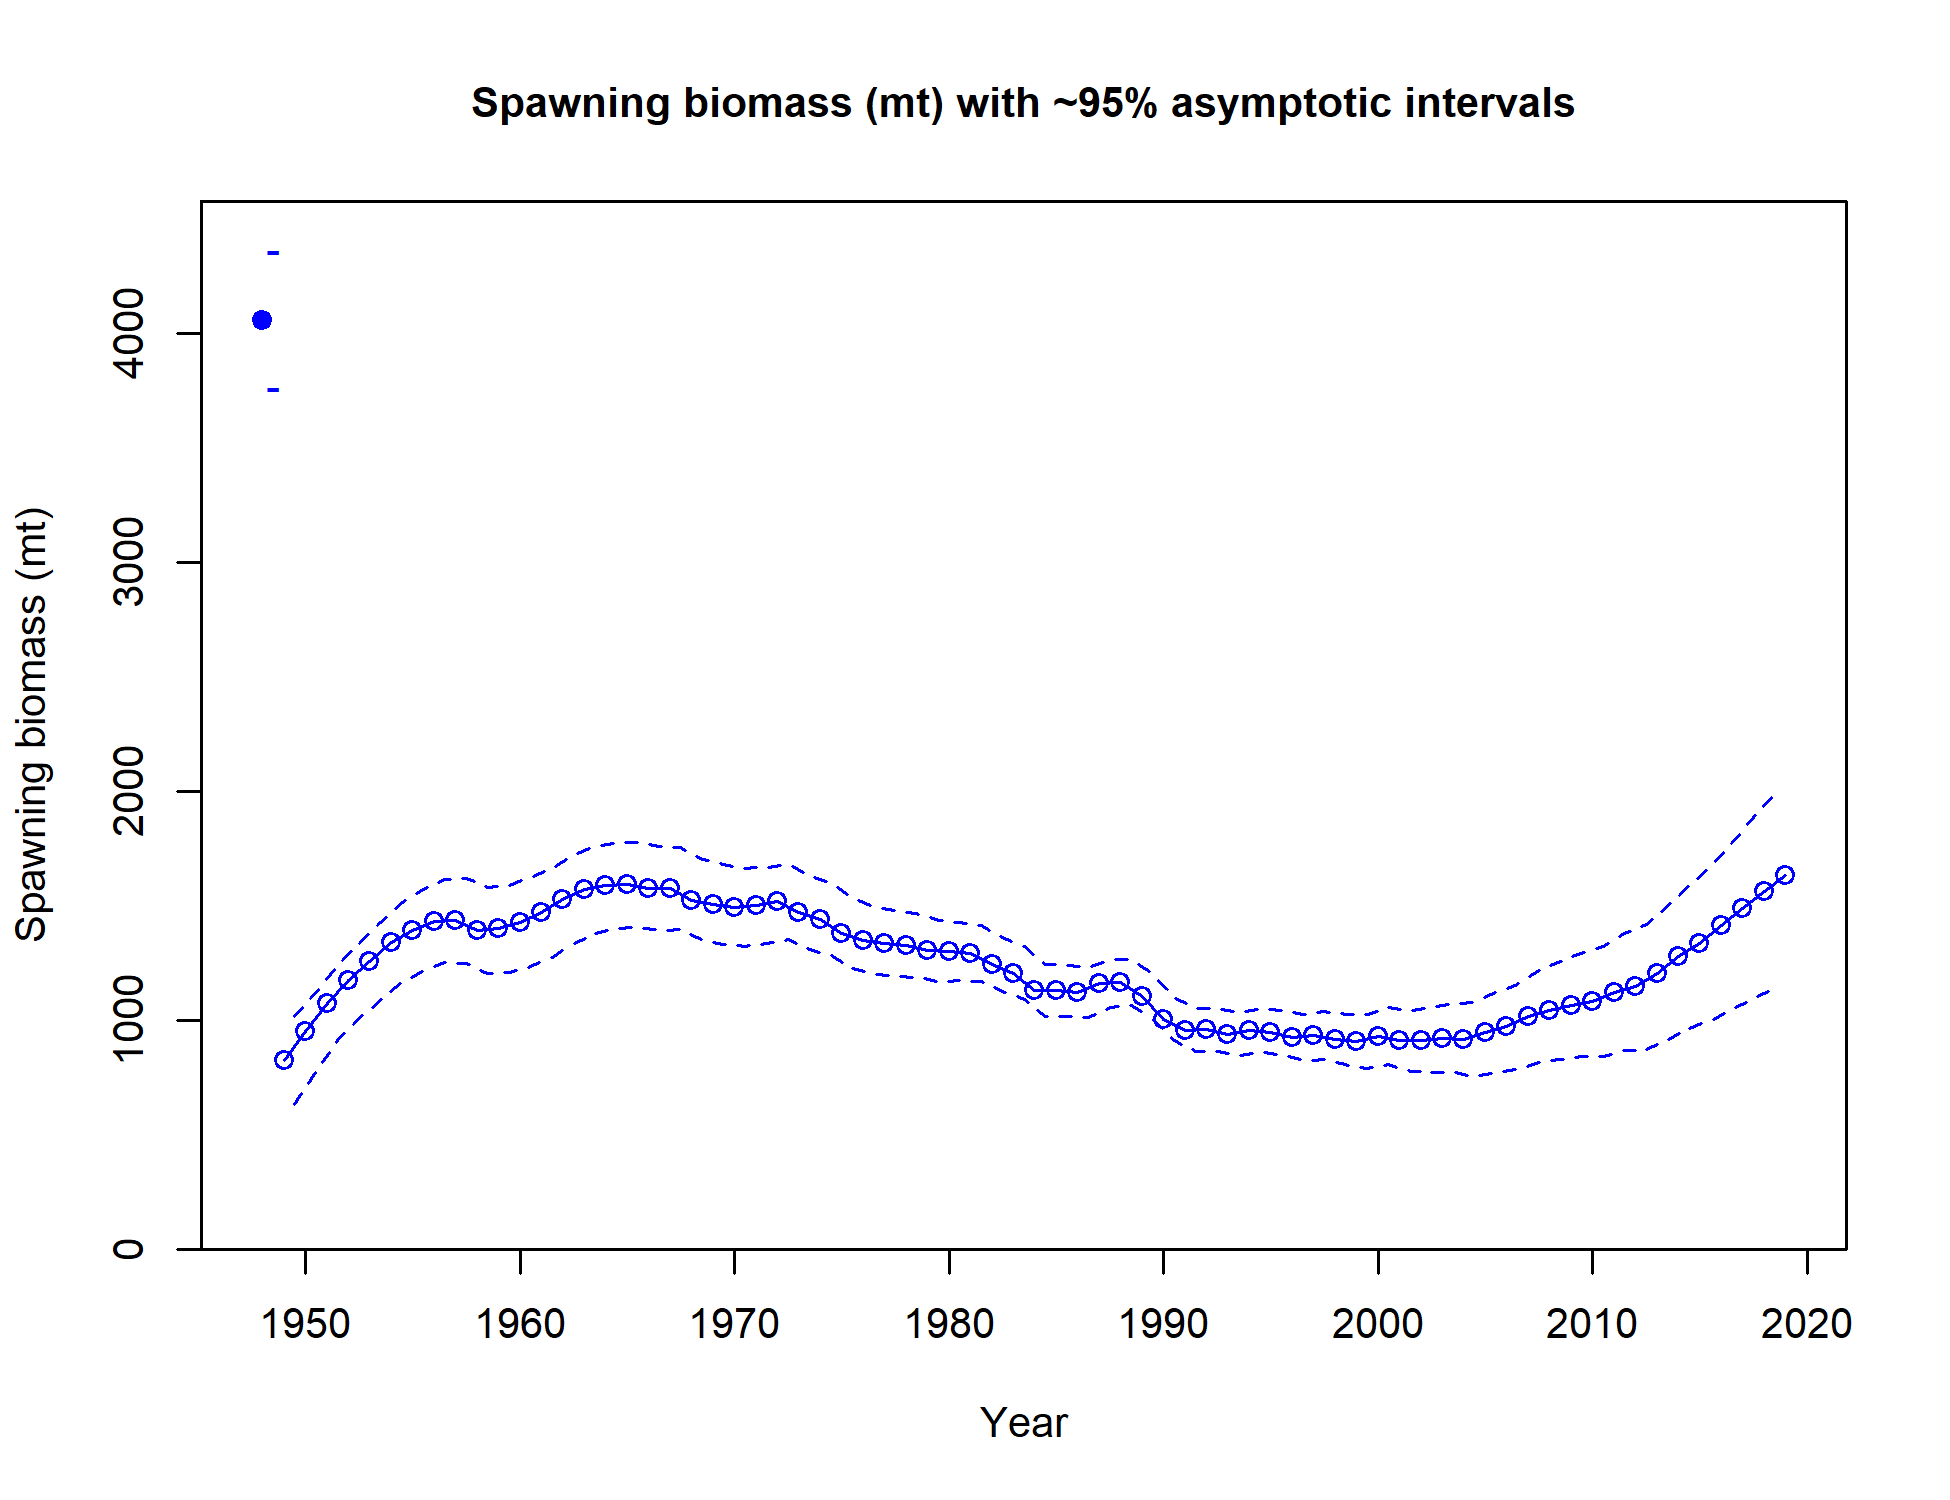 Spawning biomass (mt) with ~95% asymptotic intervals
Spawning biomass (mt)
4000
3000
2000
1000
0
1950 1960 1970 1980 1990 2000 2010 2020
Year